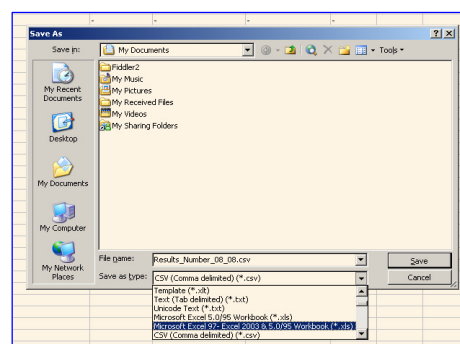 Save As
Save in:
My Documents
Tools
My Recent
Documents
Desktop
My Documents
My Computer
My Network
Places
Fiddler2
My Music
My Pictures
My Received Files
My Videos
My Sharing Folders
File name:
Results_Number_08_08.csv
Save
Save as type:
CSV (Comma delimited) (*.csv)
Cancel
Template (*.xlt)
Text (Tab delimited) (*.txt)
Unicode Text (*.txt)
Microsoft Excel 5.0/95 Workbook (*.xls)
Microsoft Excel 97- Excel 2003 & 5.0/95 Workbook (*.xls)
CSV (Comma delimited) (*.csv)